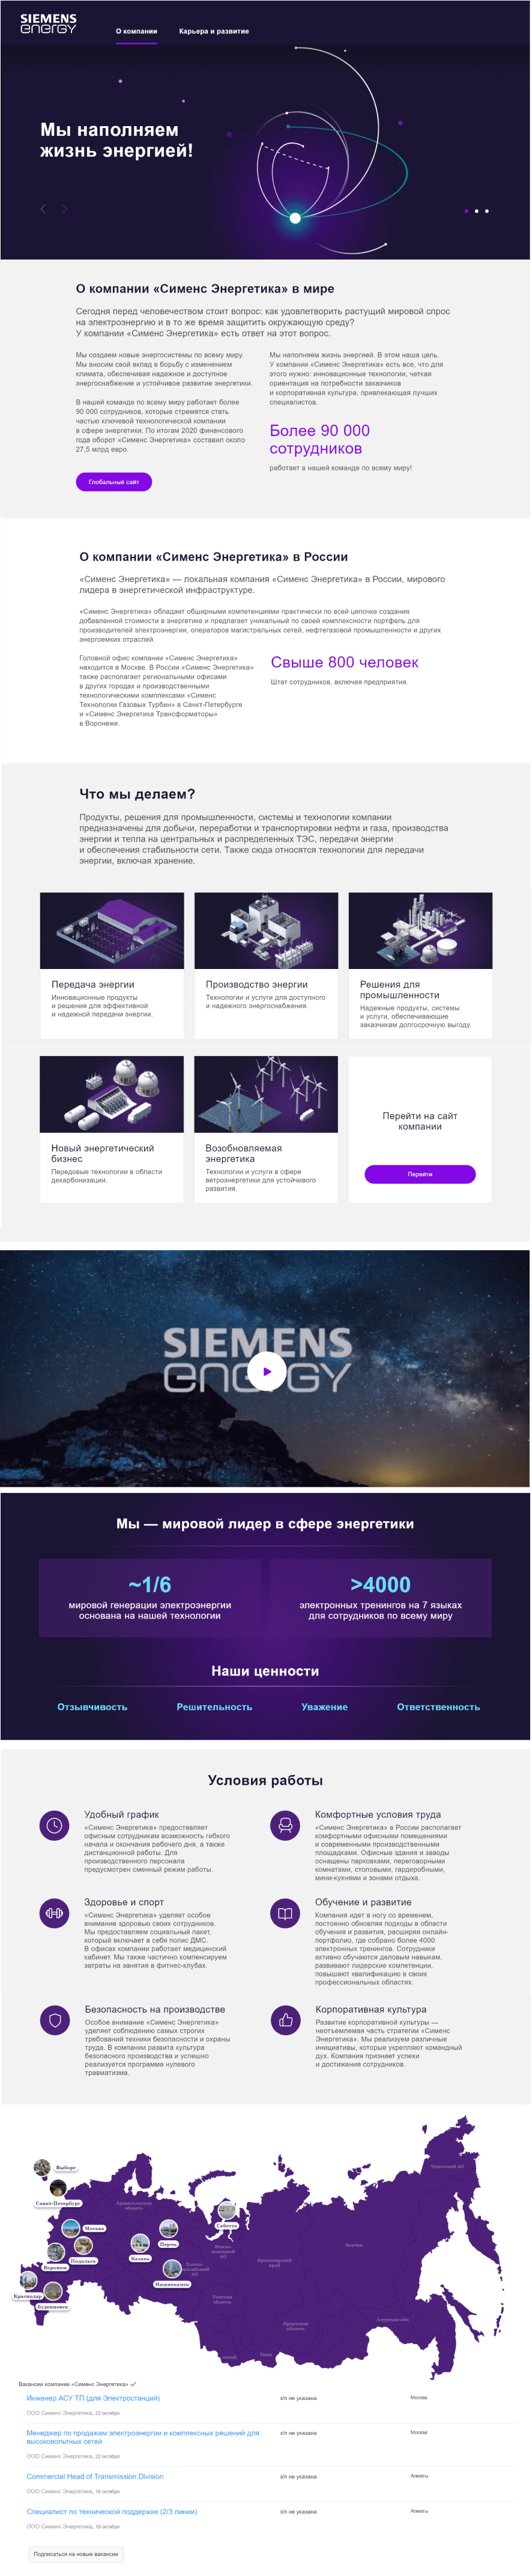 SIEMENS
energy
О компании
Карьера и развитие
Мы наполняем
жизнь энергией!
О компании «Сименс Энергетика» в мире
Сегодня перед человечеством стоит вопрос: как удовлетворить растущий мировой спрос
на электроэнергию и в то же время защитить окружающую среду?
У компании «Сименс Энергетика» есть ответ на этот вопрос.
Мы создаем новые энергосистемы по всему миру.
Мы вносим свой вклад в борьбу с изменением
климата, обеспечивая надежное и доступное
энергоснабжение и устойчивое развитие энергетики.
В нашей команде по всему миру работает более
90 000 сотрудников, которые стремятся стать
частью ключевой технологической компании
в сфере энергетики. По итогам 2020 финансового
года оборот «Сименс Энергетика» составил около
27,5 млрд евро.
Глобальный сайт
Мы наполняем жизнь энергией. В этом наша цель.
У компании «Сименс Энергетика» есть все, что для
этого нужно: инновационные технологии, четкая
ориентация на потребности заказчиков
и корпоративная культура, привлекающая лучших
специалистов.
Более 90 000
сотрудников
работает в нашей команде по всему миру!
О компании «Сименс Энергетика» в России
«Сименс Энергетика» — локальная компания «Сименс Энергетика» в России, мирового
лидера в энергетической инфраструктуре.
«Сименс Энергетика» обладает обширными компетенциями практически по всей цепочке создания
добавленной стоимости в энергетике и предлагает уникальный по своей комплексности портфель для
производителей электроэнергии, операторов магистральных сетей, нефтегазовой промышленности и других
энергоемких отраслей.
Головной офис компании «Сименс Энергетика»
находится в Москве. В России «Сименс Энергетика»
также располагает региональными офисами
в других городах и производственными
технологическими комплексами «Сименс
Технологии Газовых Турбин» в Санкт-Петербурге
и «Сименс Энергетика Трансформаторы»
в Воронеже.
Свыше 800 человек
Штат сотрудников, включая предприятия.
Что мы делаем?
Продукты, решения для промышленности, системы и технологии компании
предназначены для добычи, переработки и транспортировки нефти и газа, производства
энергии и тепла на центральных и распределенных ТЭС, передачи энергии
и обеспечения стабильности сети. Также сюда относятся технологии для передачи
энергии, включая хранение.
Передача энергии
Инновационные продукты
и решения для эффективной
и надежной передачи энергии.
Производство энергии
Технологии и услуги для доступного
и надежного энергоснабжения.
Решения для
промышленности
Надежные продукты, системы
и услуги, обеспечивающие
заказчикам долгосрочную выгоду.
Новый энергетический
бизнес
Передовые технологии в области
декарбонизации.
Возобновляемая
энергетика
Технологии и услуги в сфере
ветроэнергетики для устойчивого
развития.
Перейти на сайт
компании
Перейти
SIEMENS
energy
Мы — мировой лидер в сфере энергетики
~1/6
мировой генерации электроэнергии
основана на нашей технологии
>4000
электронных тренингов на 7 языках
для сотрудников по всему миру
Наши ценности
Отзывчивость
Решительность
Уважение
Ответственность
Условия работы
Удобный график
«Сименс Энергетика» предоставляет
офисным сотрудникам возможность гибкого
начала и окончания рабочего дня, а также
дистанционной работы. Для
производственного персонала
предусмотрен сменный режим работы.
Комфортные условия труда
«Сименс Энергетика» в России располагает
комфортными офисными помещениями
и современными производственными
площадками. Офисные здания и заводы
оснащены парковками, переговорными
комнатами, столовыми, гардеробными,
мини-кухнями и зонами отдыха.
Здоровье и спорт
«Сименс Энергетика» уделяет особое
внимание здоровью своих сотрудников.
Мы предоставляем социальный пакет,
который включает в себя полис ДМС.
В офисах компании работает медицинский
кабинет. Мы также частично компенсируем
затраты на занятия в фитнес-клубах.
Обучение и развитие
Компания идет в ногу со временем,
постоянно обновляя подходы в области
обучения и развития, расширяя онлайн-
портфолио, где собрано более 4000
электронных тренингов. Сотрудники
активно обучаются деловым навыкам,
развивают лидерские компетенции,
повышают квалификацию в своих
профессиональных областях.
Безопасность на производстве
Особое внимание «Сименс Энергетика»
уделяет соблюдению самых строгих
требований техники безопасности и охраны
труда. В компании развита культура
безопасного производства и успешно
реализуется программа нулевого
травматизма.
Корпоративная культура
Развитие корпоративной культуры —
неотъемлемая часть стратегии «Сименс
Энергетика». Мы реализуем различные
инициативы, которые укрепляют командный
дух. Компания признает успехи
и достижения сотрудников.
Чукотский АО
Выборг
Санкт-Петербург
Архангельская
область
Москва
Пермь
Сабетта
Подольск
Казань
Воронеж
Нижнекамск
Краснодар
Буденновск
Ямало-
Ненецкий
АО
Красноярский
край
Якутия
Томская
область
Иркутская
область
Амурская обл
Тыва
Вакансии компании «Сименс Энергетика»
Инженер АСУ ТП (для Электростанций)
з/п не указана
Москва
ООО Сименс Энергетика, 22 октября
Менеджер по продажам электроэнергии и комплексных решений для
высоковольтных сетей
з/п не указана
Москва
ООО Сименс Энергетика, 22 октября
Commercial Head of Transmission Division
з/п не указана
Алматы
ООО Сименс Энергетика, 18 октября
Специалист по технической поддержке (2/3 линии)
з/п не указана
Алматы
ООО Сименс Энергетика, 18 октября
Подписаться на новые вакансии